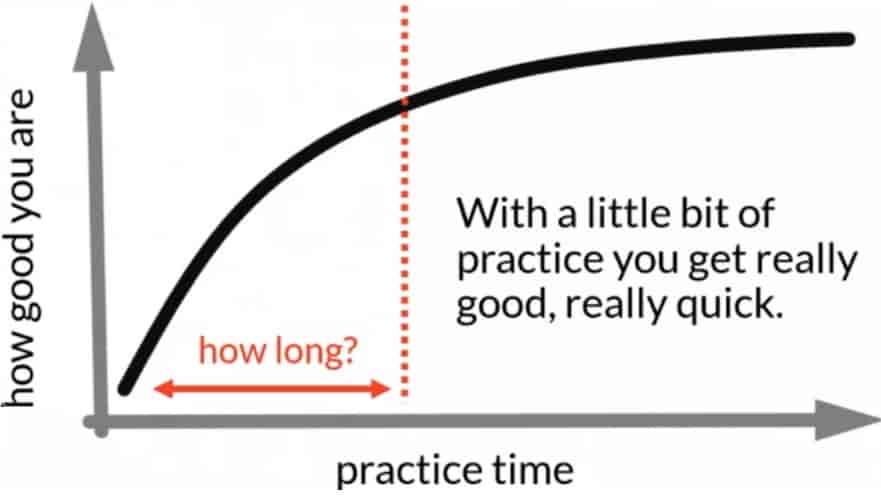 how good you are
With a little bit of
practice you get really
good, really quick.
how long?
practice time